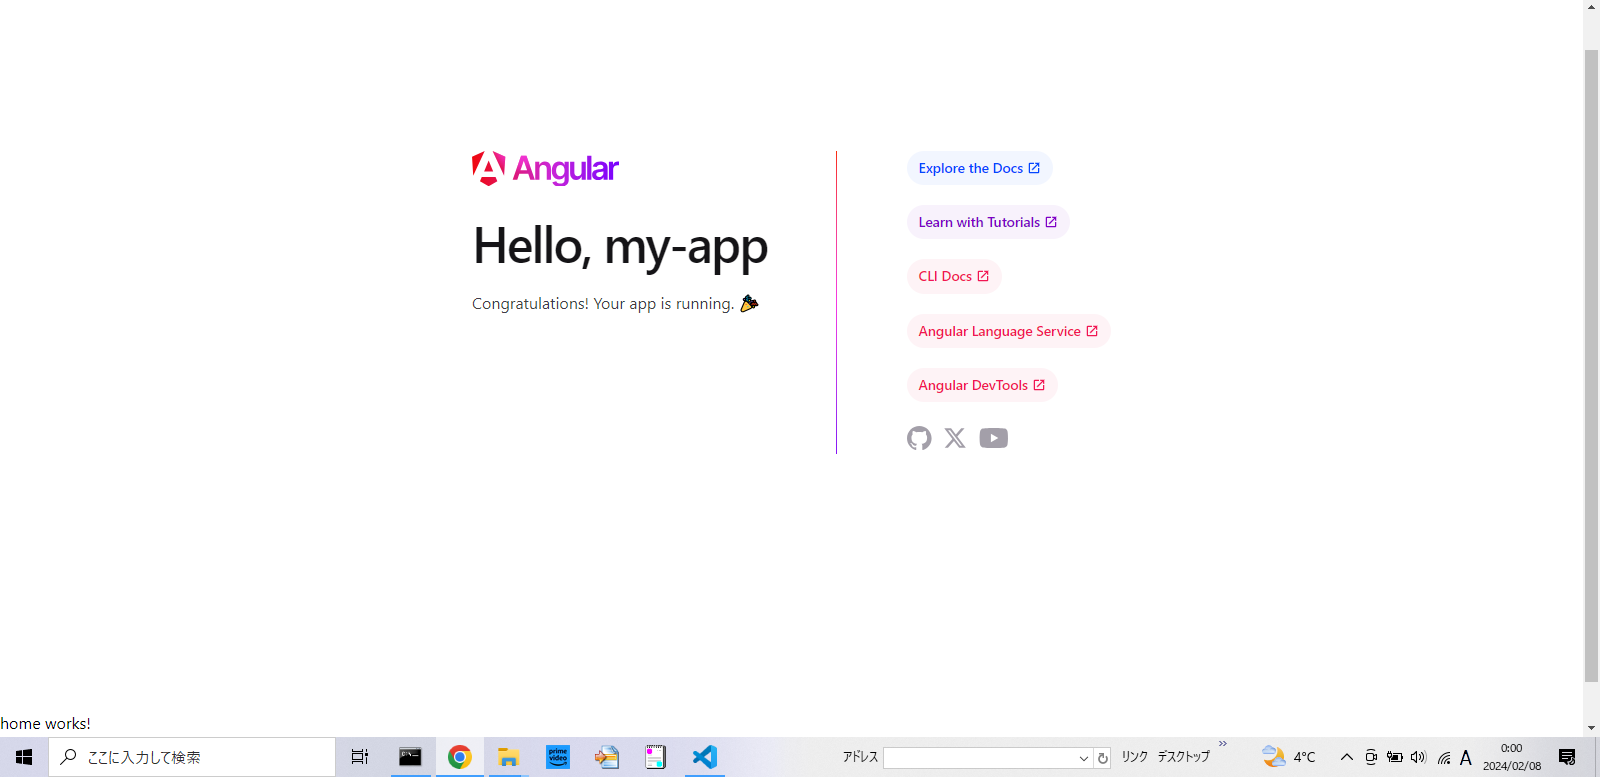 Angular
Hello, my-app
Congratulations! Your app is running. 🎉
Explore the Docs
Learn with Tutorials
CLI Docs
Angular Language Service
Angular DevTools
home works!
ここに入力して検索
prime video
アドレス
リンク
デスクトップ
»
4°C
A
0:00
2024/02/08